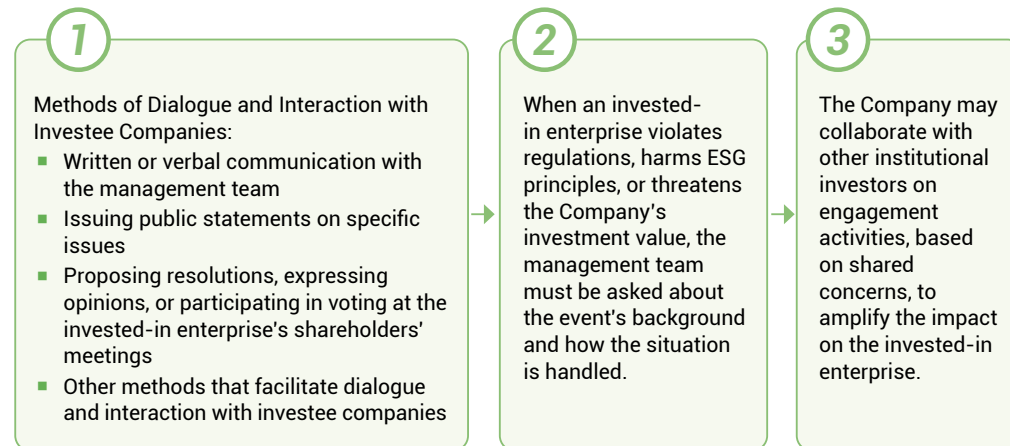 1
Methods of Dialogue and Interaction with
Investee Companies:
Written or verbal communication with
the management team
Issuing public statements on specific
issues
Proposing resolutions, expressing
opinions, or participating in voting at the
invested-in enterprise's shareholders'
meetings
Other methods that facilitate dialogue
and interaction with investee companies
2
When an invested-
in enterprise violates
regulations, harms ESG
principles, or threatens
the Company's
investment value, the
management team
must be asked about
the event's background
and how the situation
is handled.
3
The Company may
collaborate with
other institutional
investors on
engagement
activities, based
on shared
concerns, to
amplify the impact
on the invested-in
enterprise.